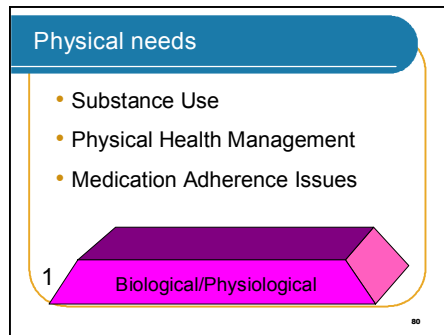 Physical needs
• Substance Use
• Physical Health Management
• Medication Adherence Issues
1
Biological/Physiological
80